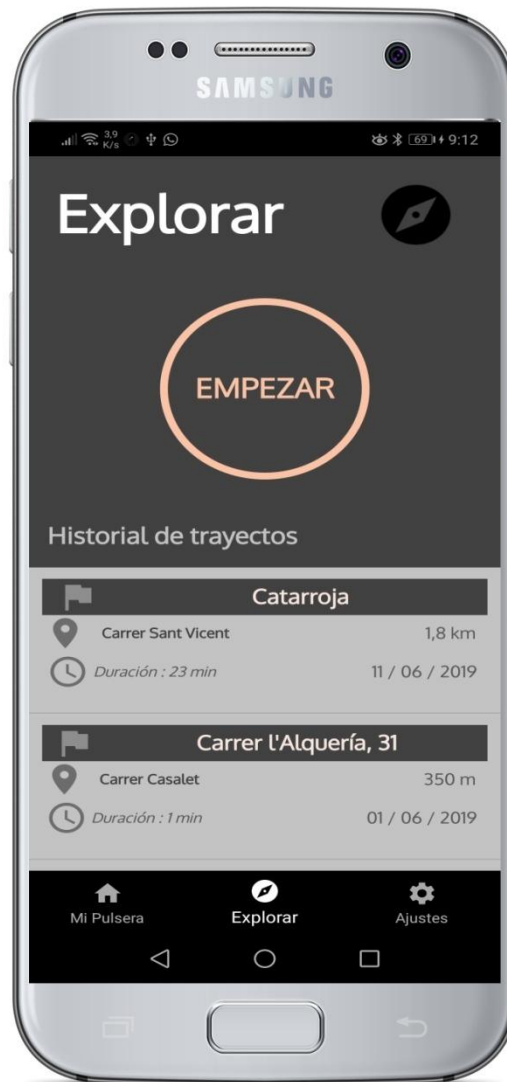 SAMSUNG
3,9 K/s 69 9:12
Explorar
EMPEZAR
Historial de trayectos
Catarroja
Carrer Sant Vicent 1,8 km
Duración : 23 min 11 / 06 / 2019
Carrer l'Alquería, 31
Carrer Casalet 350 m
Duración : 1 min 01 / 06 / 2019
Mi Pulsera Explorar Ajustes